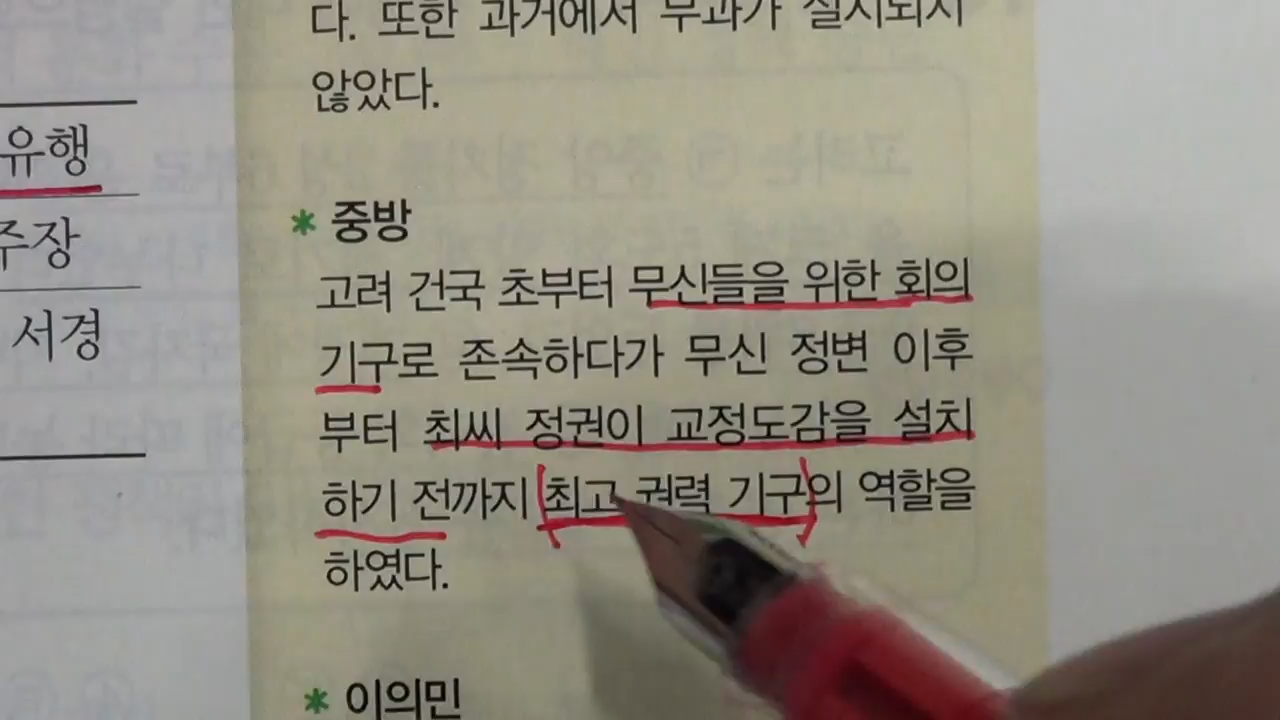 다. 또한 과거에서 무과가 실시되지
않았다.
유행
주장
서경
* 중방
고려 건국 초부터 무신들을 위한 회의
기구로 존속하다가 무신 정변 이후
부터 최씨 정권이 교정도감을 설치
하기 전까지 최고 권력 기구의 역할을
하였다.
* 이의민